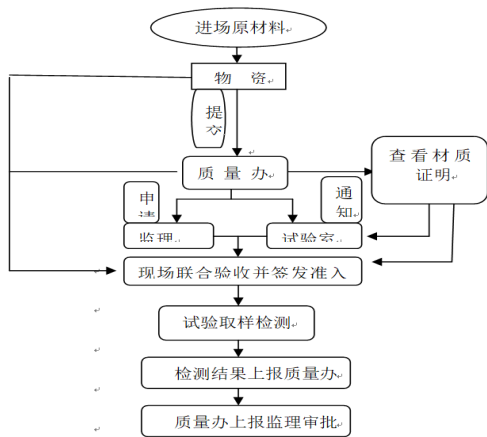 进场原材料
物 资
提
交
质 量 办
查看材质
证明
申
请
通
知
监理
试验室
现场联合验收并签发准入
试验取样检测
检测结果上报质量办
质量办上报监理审批